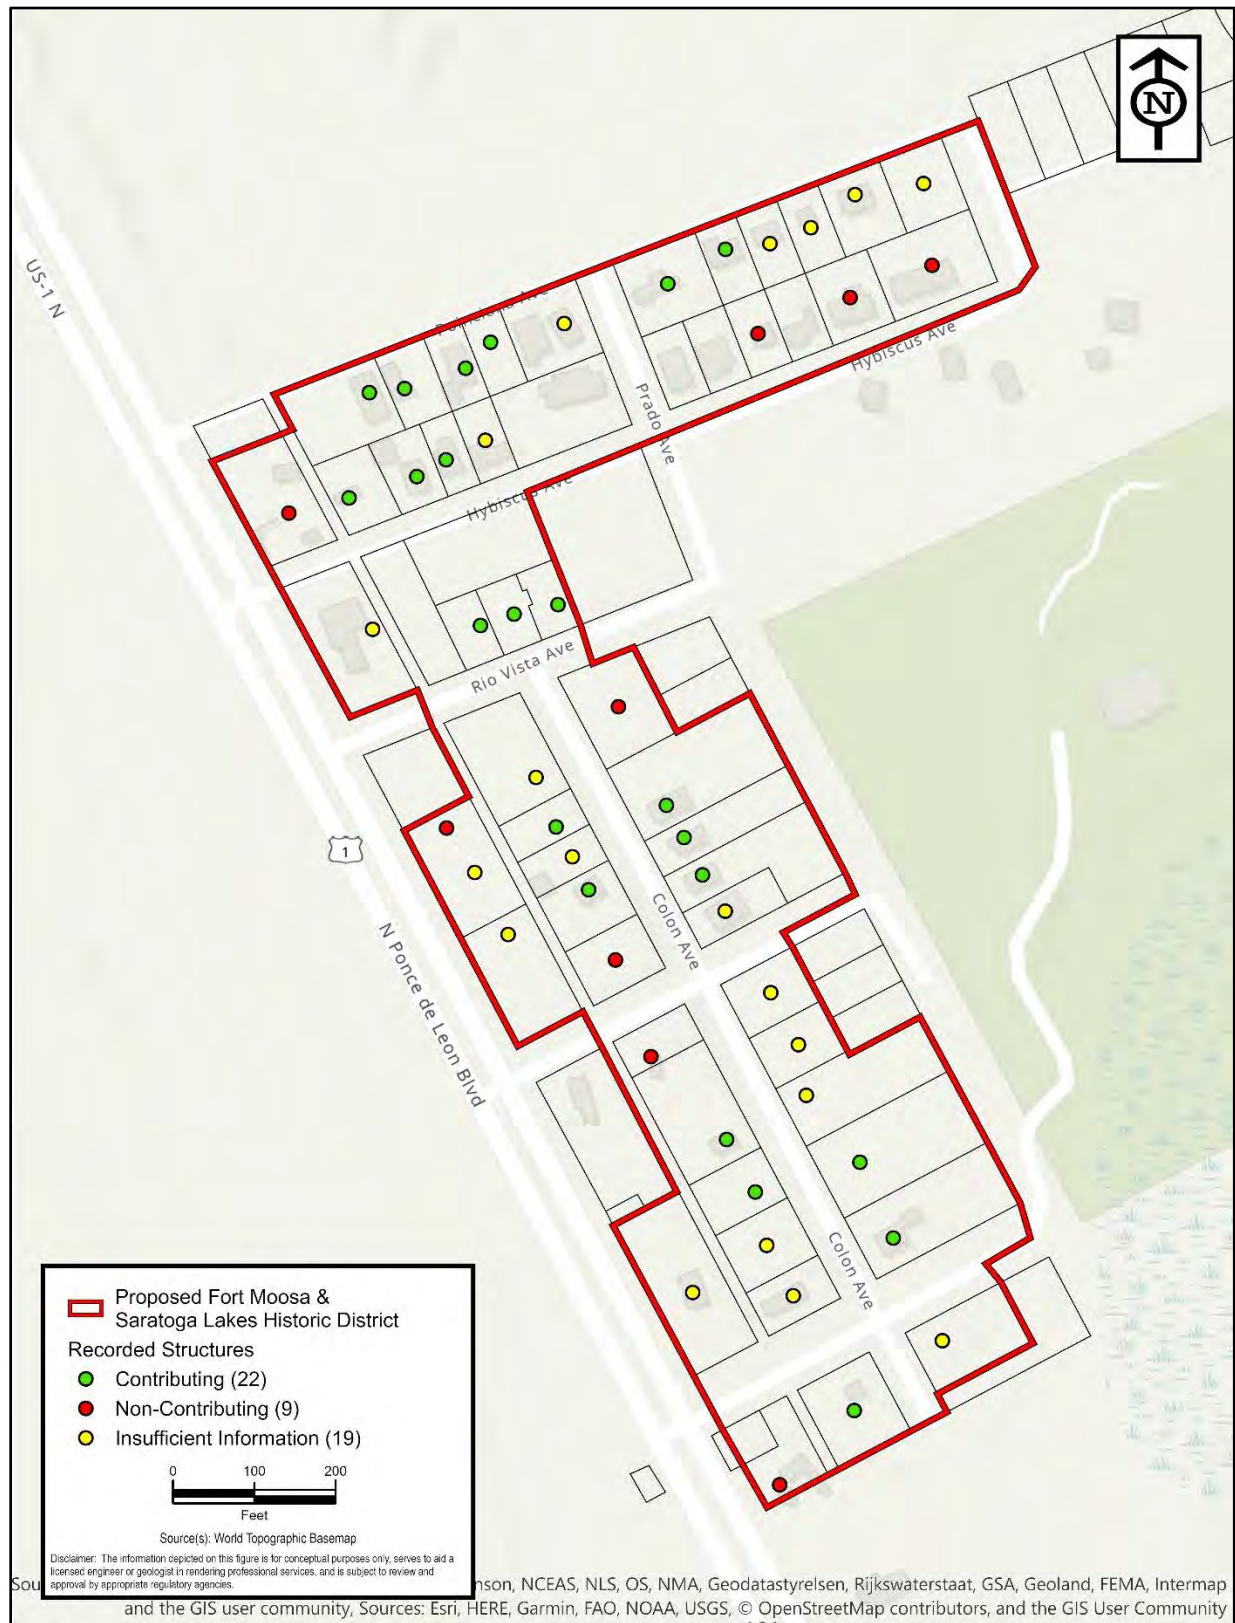 N
US-1 N
Poinciana Ave
Hybiscus Ave
Prado Ave
Hybiscus Ave
Rio Vista Ave
1
Colon Ave
N Ponce de Leon Blvd
Colon Ave
Proposed Fort Moosa &
Saratoga Lakes Historic District
Recorded Structures
Contributing (22)
Non-Contributing (9)
Insufficient Information (19)
0 100 200
Feet
Source(s): World Topographic Basemap
Disclaimer: The information depicted on this figure is for conceptual purposes only, serves to aid a
licensed engineer or geologist in rendering professional services, and is subject to review and
approval by appropriate regulatory agencies.
Sou nson, NCEAS, NLS, OS, NMA, Geodatastyrelsen, Rijkswaterstaat, GSA, Geoland, FEMA, Intermap
and the GIS user community, Sources: Esri, HERE, Garmin, FAO, NOAA, USGS, © OpenStreetMap contributors, and the GIS User Community